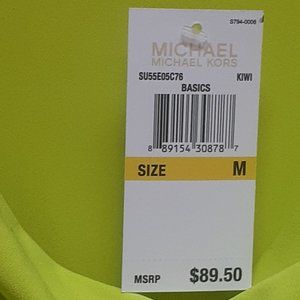 S794-0006
MICHAEL
MICHAEL KORS
SU55E05C76 KIWI
BASICS
8 89154 30878 7
SIZE M
MSRP $89.50